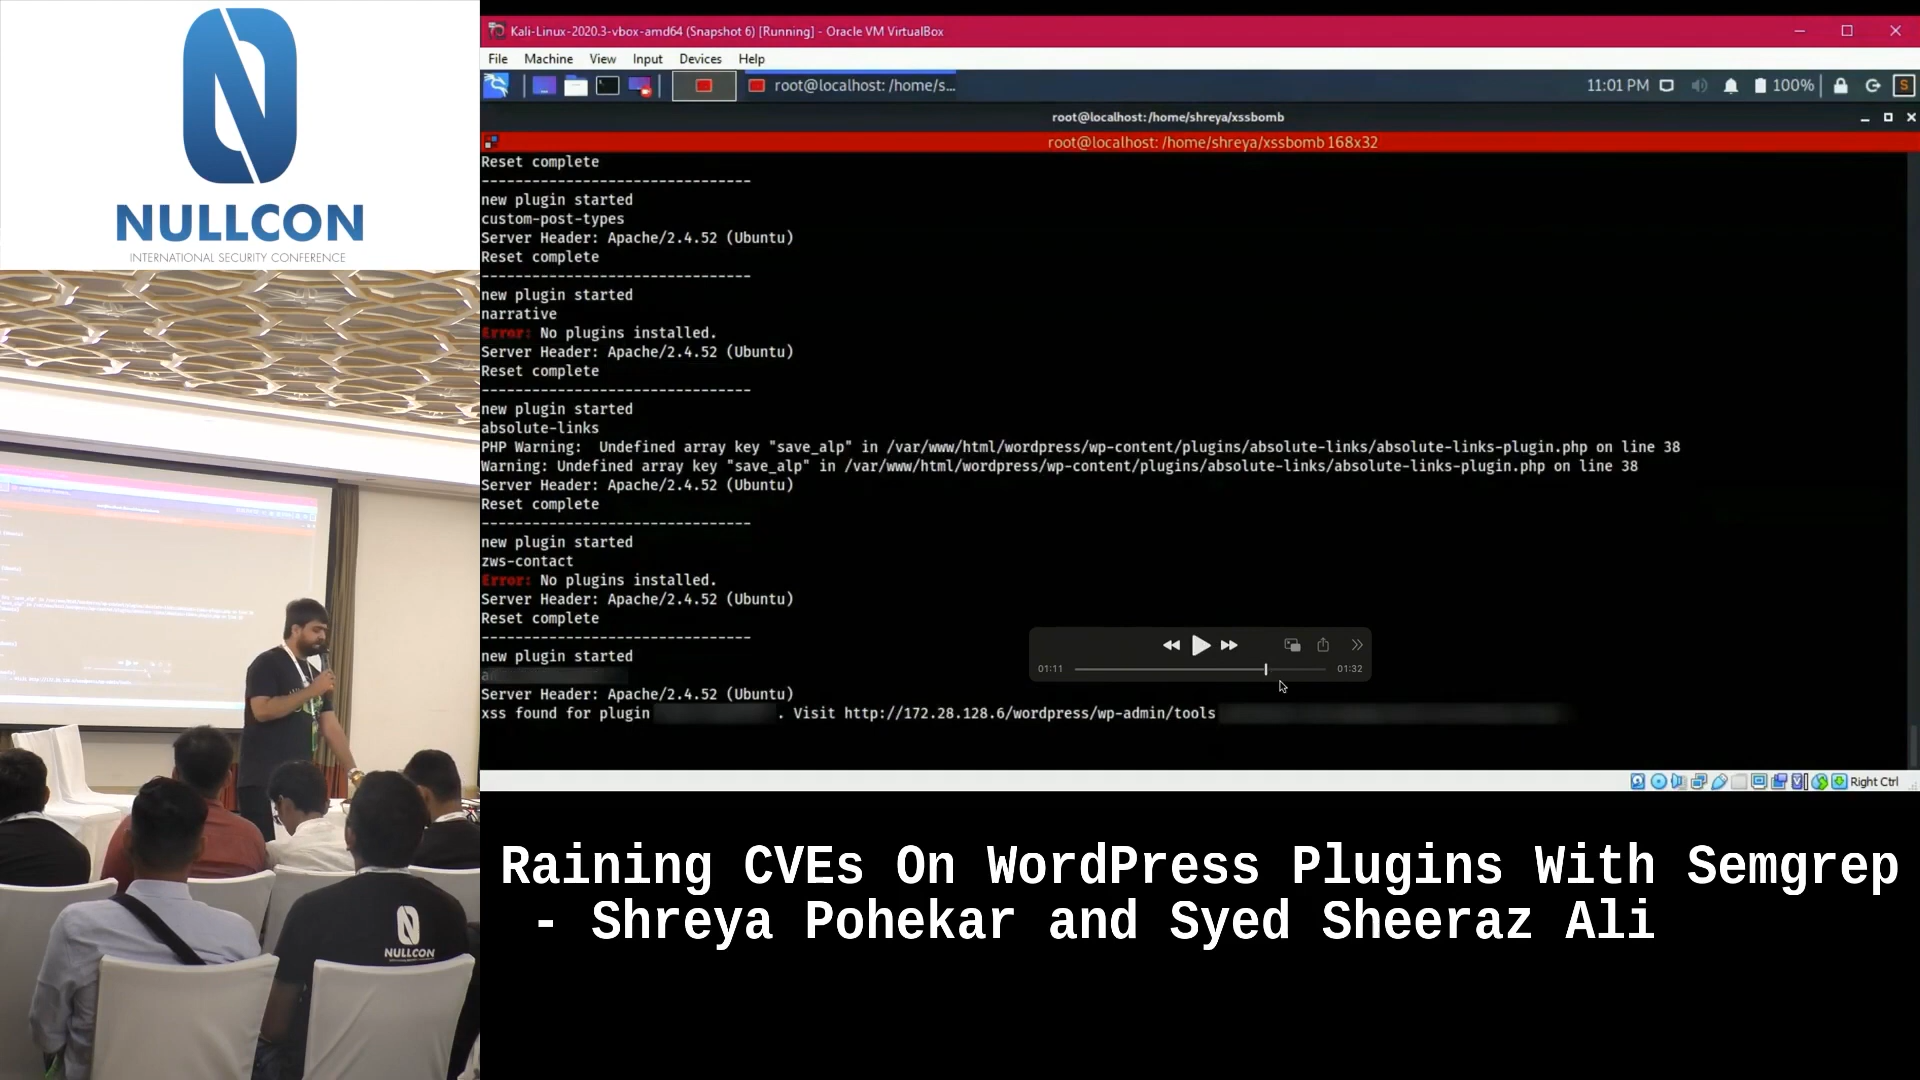 NULLCON
INTERNATIONAL SECURITY CONFERENCE
Kali-Linux-2020.3-vbox-amd64 (Snapshot 6) [Running] - Oracle VM VirtualBox
File Machine View Input Devices Help
root@localhost: /home/s... 11:01 PM 100% S
root@localhost:/home/shreya/xssbomb
root@localhost: /home/shreya/xssbomb 168x32
Reset complete
--------------------------------
new plugin started
custom-post-types
Server Header: Apache/2.4.52 (Ubuntu)
Reset complete
--------------------------------
new plugin started
narrative
Error: No plugins installed.
Server Header: Apache/2.4.52 (Ubuntu)
Reset complete
--------------------------------
new plugin started
absolute-links
PHP Warning:  Undefined array key "save_alp" in /var/www/html/wordpress/wp-content/plugins/absolute-links/absolute-links-plugin.php on line 38
Warning: Undefined array key "save_alp" in /var/www/html/wordpress/wp-content/plugins/absolute-links/absolute-links-plugin.php on line 38
Server Header: Apache/2.4.52 (Ubuntu)
Reset complete
--------------------------------
new plugin started
zws-contact
Error: No plugins installed.
Server Header: Apache/2.4.52 (Ubuntu)
Reset complete
--------------------------------
new plugin started
Server Header: Apache/2.4.52 (Ubuntu)
xss found for plugin . Visit http://172.28.128.6/wordpress/wp-admin/tools
01:11 01:32
Right Ctrl
NULLCON
Raining CVEs On WordPress Plugins With Semgrep
- Shreya Pohekar and Syed Sheeraz Ali